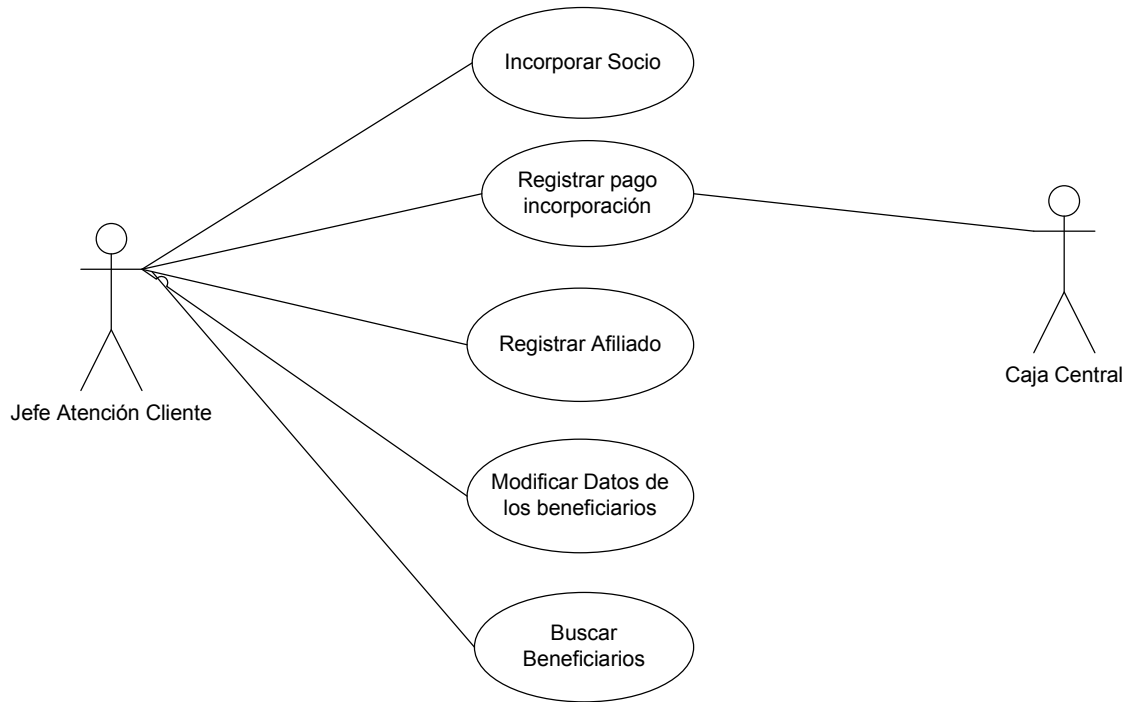 Incorporar Socio
Registrar pago
incorporación
Registrar Afiliado
Caja Central
Jefe Atención Cliente
Modificar Datos de
los beneficiarios
Buscar
Beneficiarios